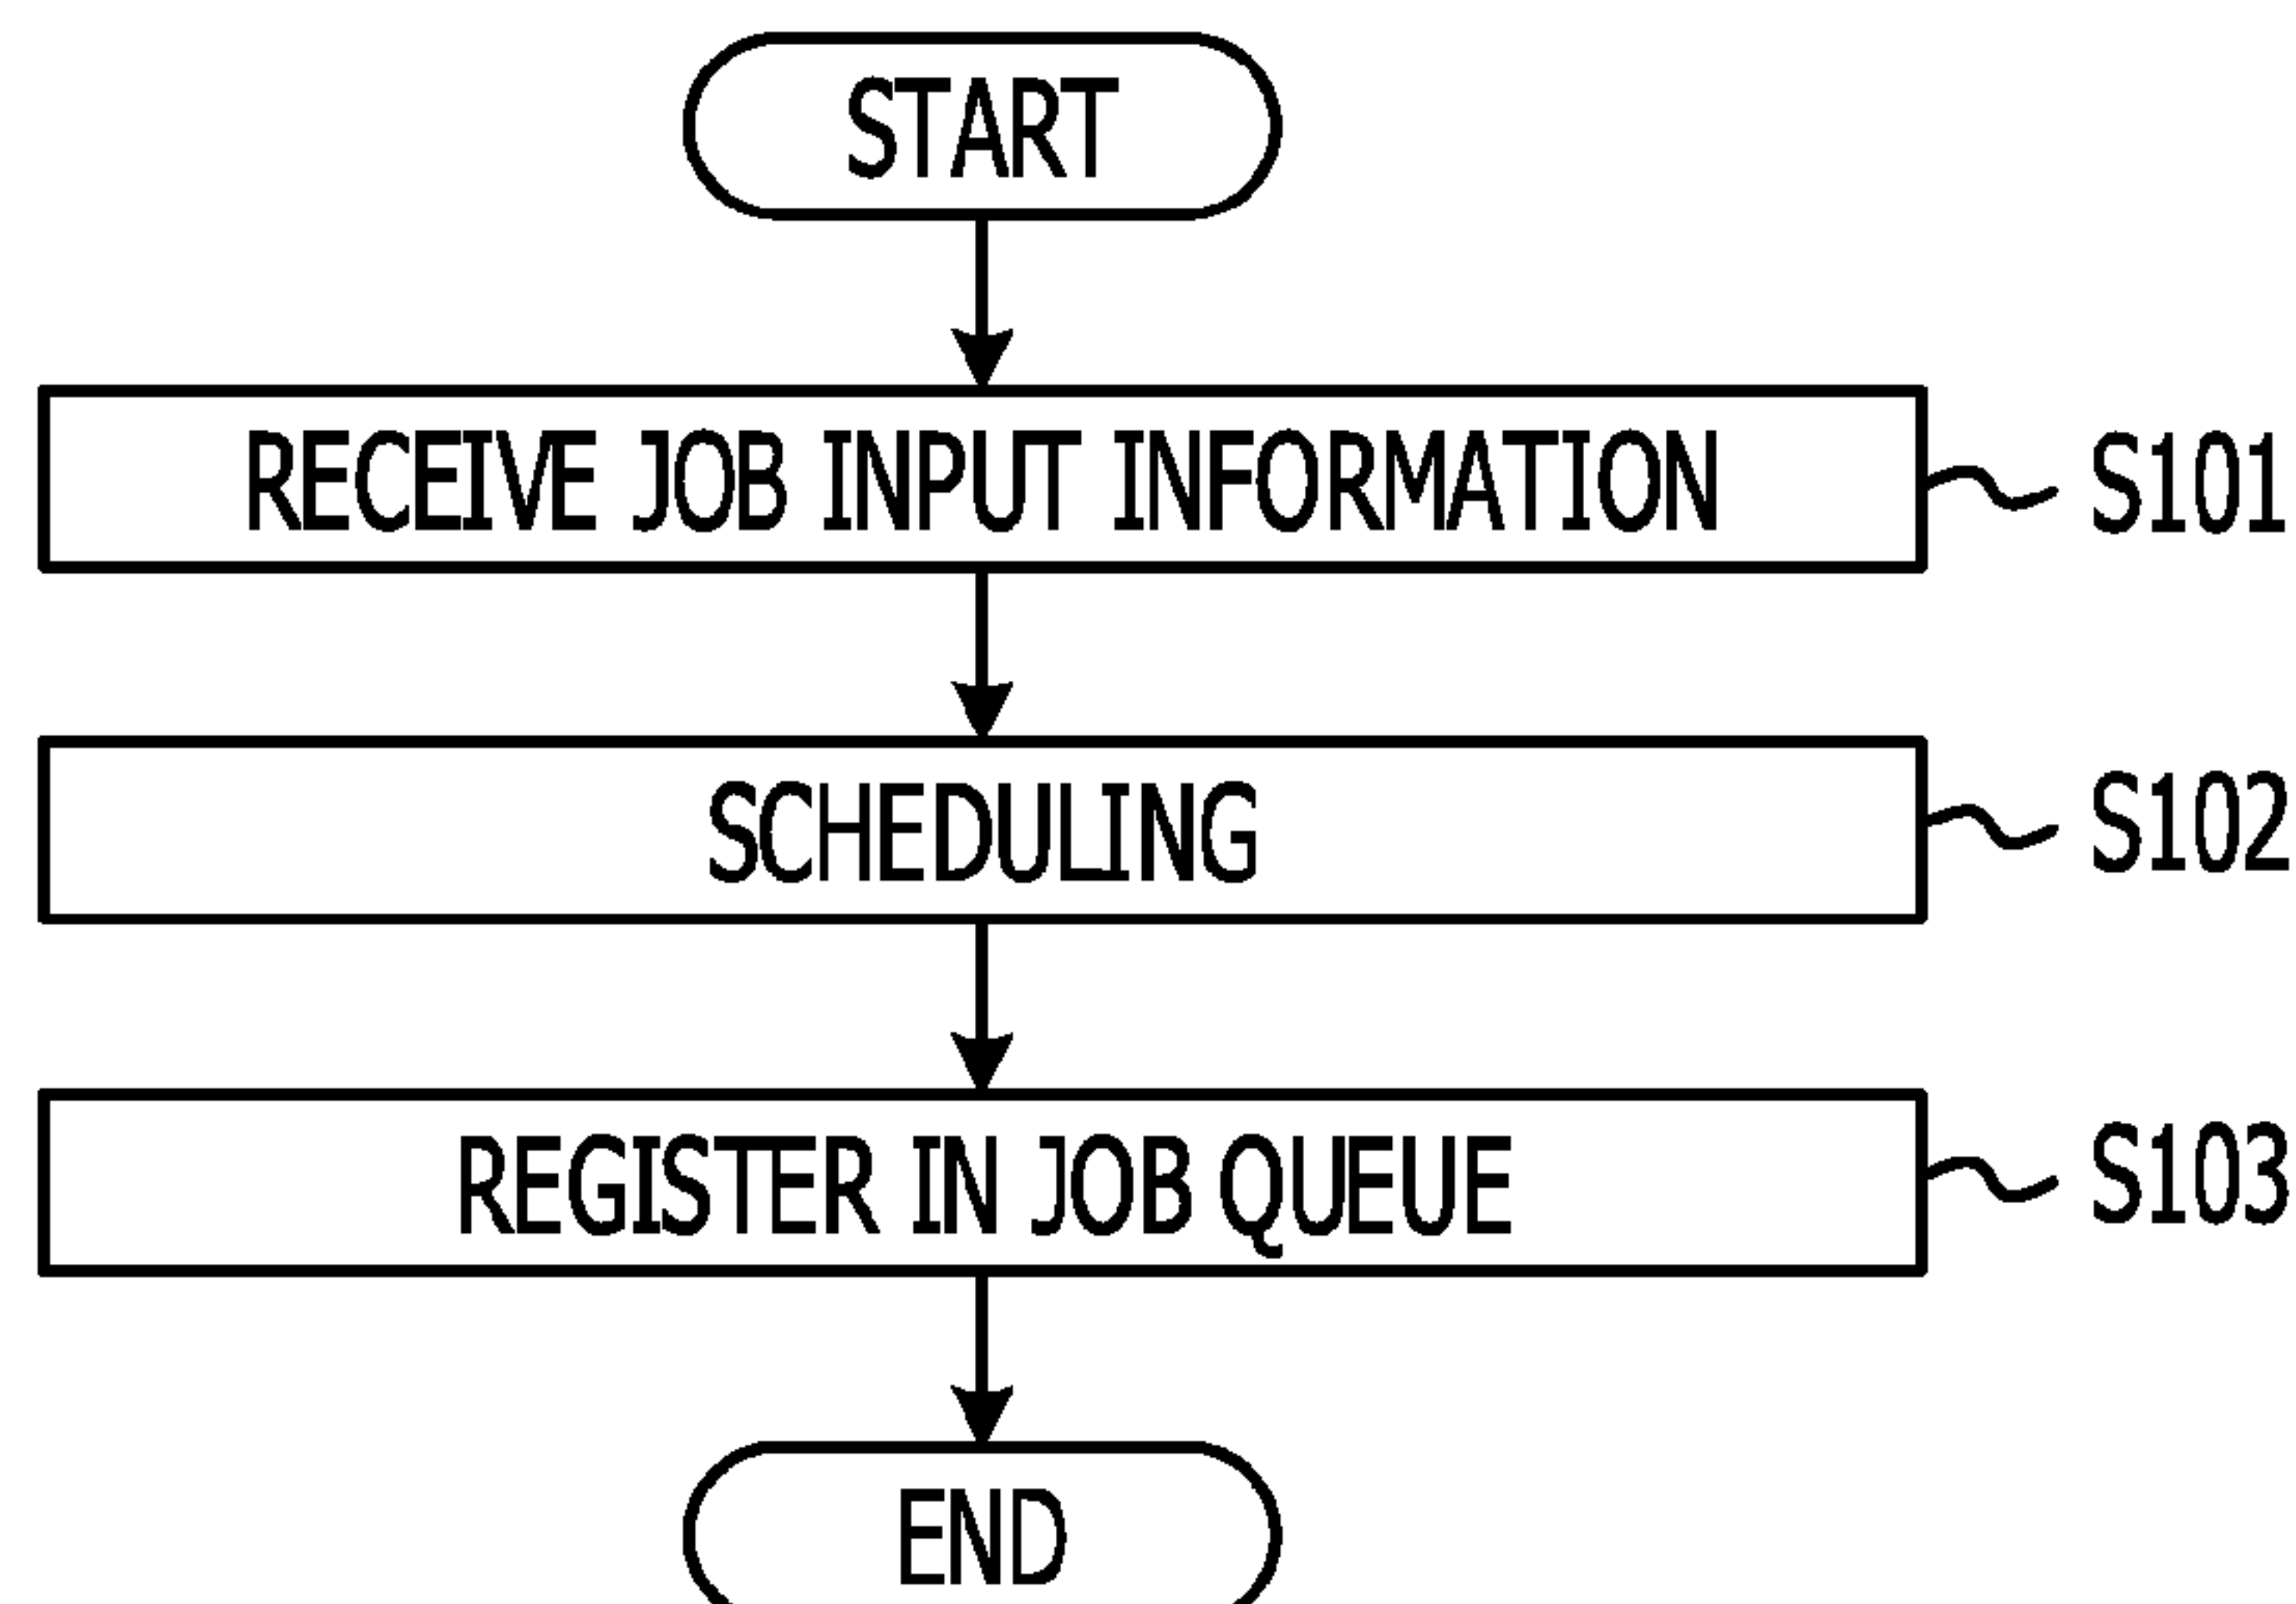 START
RECEIVE JOB INPUT INFORMATION
S101
SCHEDULING
S102
REGISTER IN JOB QUEUE
S103
END